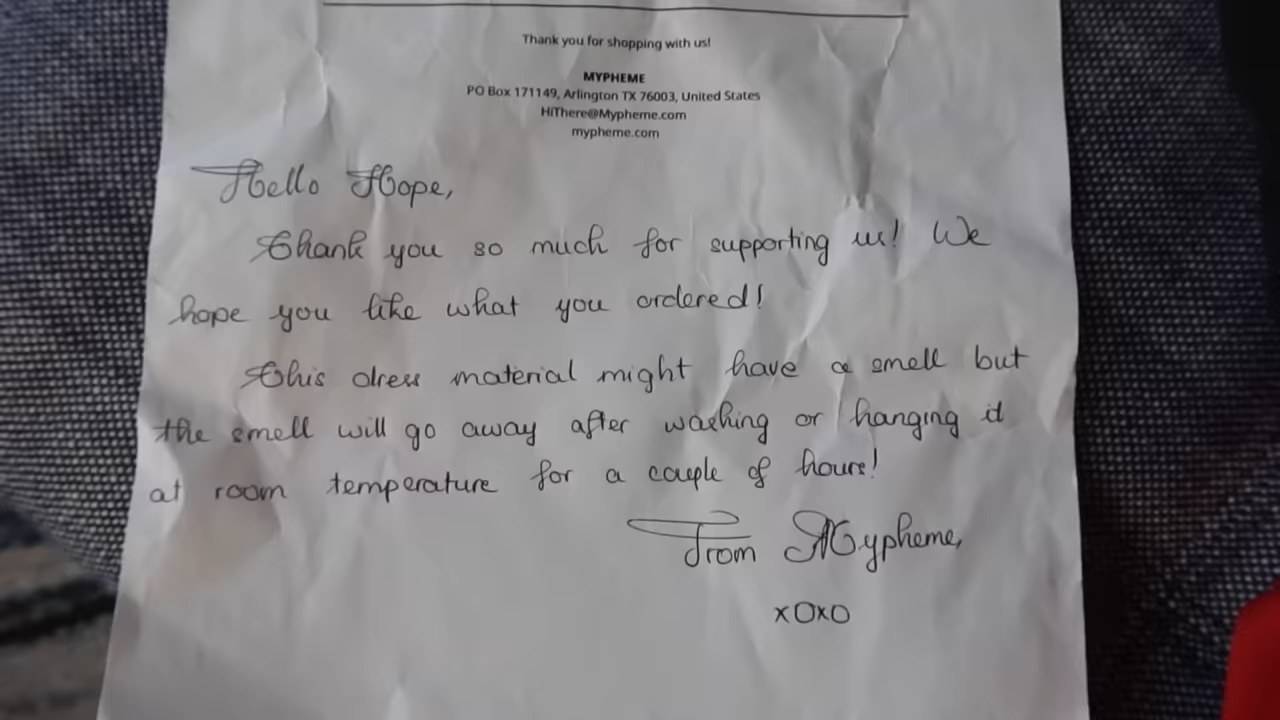 Thank you for shopping with us!
MYPHEME
PO Box 171149, Arlington TX 76003, United States
HiThere@Mypheme.com
mypheme.com
Hello Hope,
Thank you so much for supporting us! We
hope you like what you ordered!
This dress material might have a smell but
the smell will go away after washing or hanging it
at room temperature for a couple of hours!
From Mypheme,
xOxO